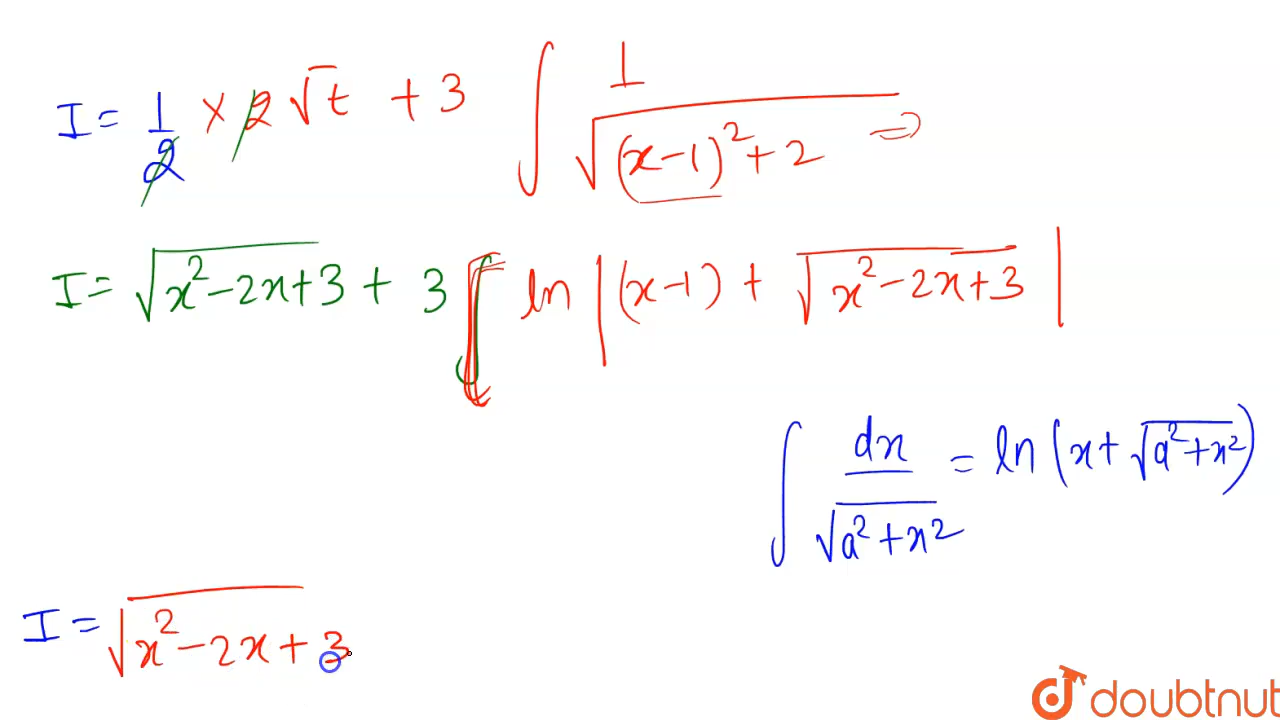 I = 1/2 × 2 √t + 3 ∫ 1/√((x-1)² + 2) ⇒
I = √(x² - 2x + 3) + 3 ln |(x-1) + √(x² - 2x + 3)|
∫ dx/√(a² + x²) = ln (x + √(a² + x²))
I = √(x² - 2x + 3)
doubtnut